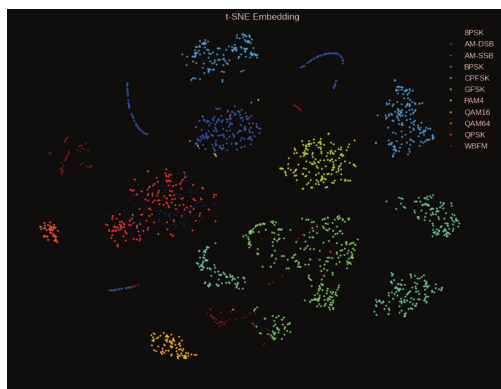 t-SNE Embedding
8PSK
AM-DSB
AM-SSB
BPSK
CPFSK
GFSK
PAM4
QAM16
QAM64
QPSK
WBFM